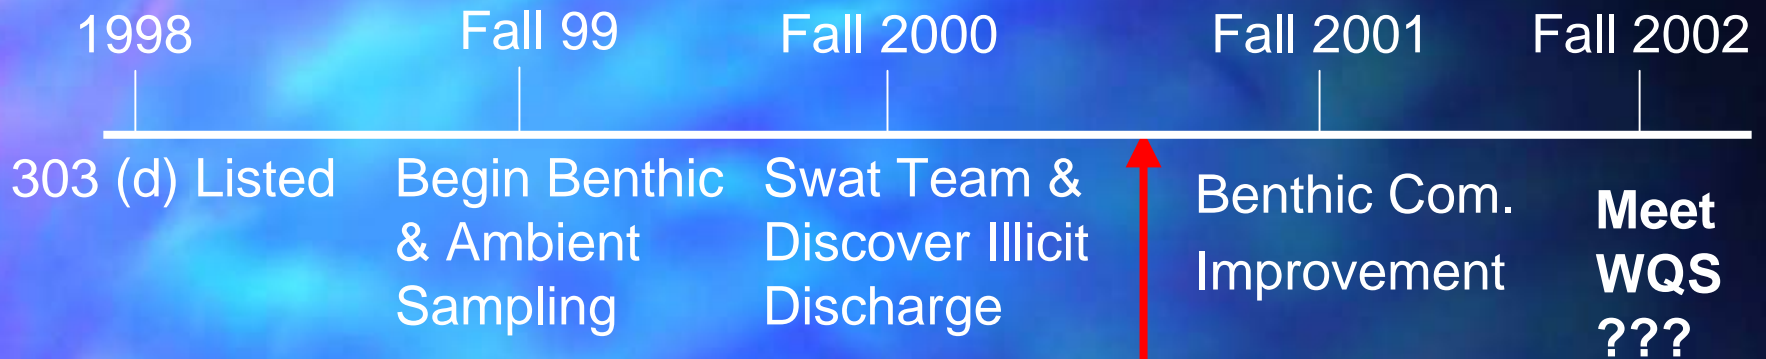 1998
Fall 99
Fall 2000
Fall 2001
Fall 2002
303 (d) Listed
Begin Benthic
& Ambient
Sampling
Swat Team &
Discover Illicit
Discharge
Benthic Com.
Improvement
Meet
WQS
???